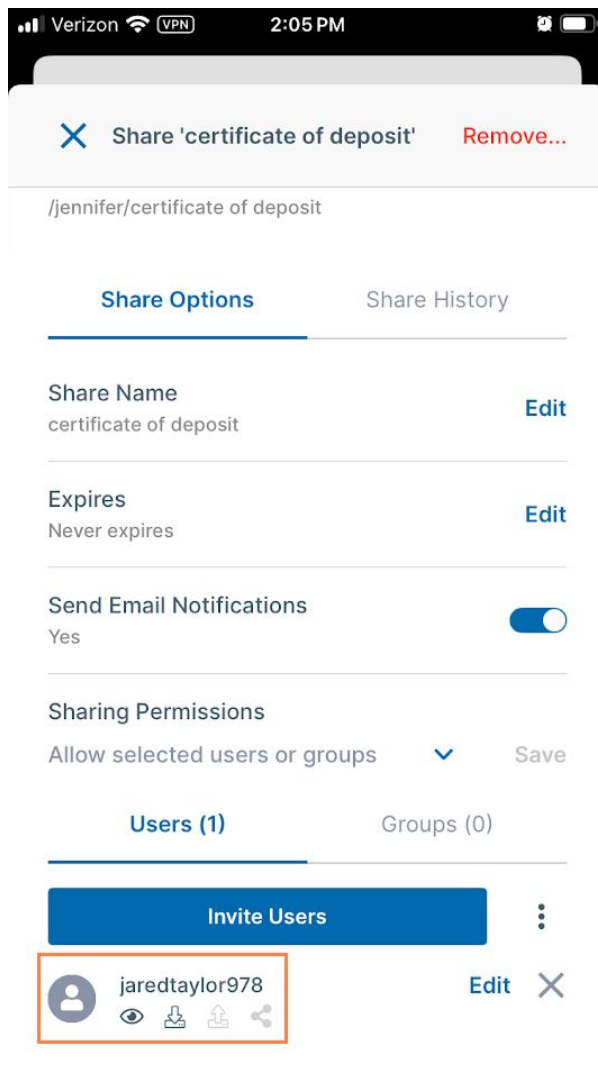 Verizon VPN 2:05 PM
Share 'certificate of deposit' Remove...
/jennifer/certificate of deposit
Share Options Share History
Share Name
Edit
certificate of deposit
Expires
Edit
Never expires
Send Email Notifications
Yes
Sharing Permissions
Allow selected users or groups Save
Users (1) Groups (0)
Invite Users
jaredtaylor978 Edit